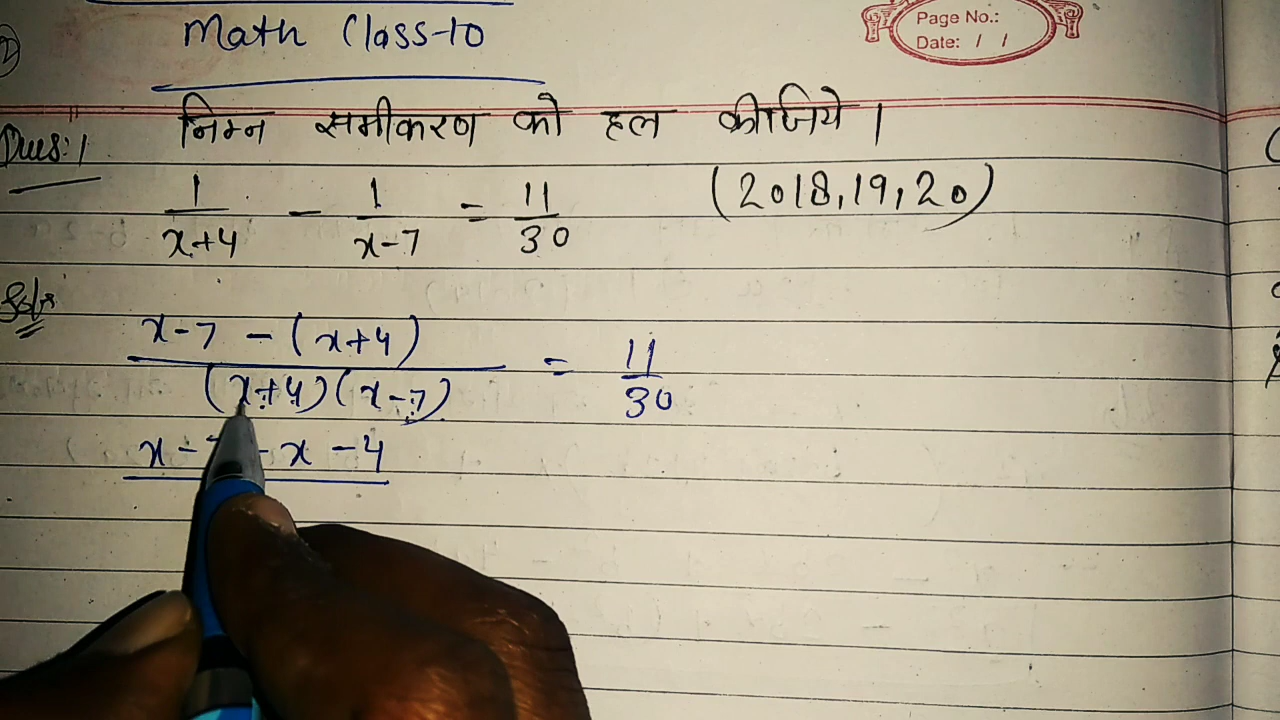 Math Class-10
Page No.:
Date: / /
Ques:1 निम्न समीकरण को हल कीजिये ।
1/(x+4) - 1/(x-7) = 11/30 (2018,19,20)
Sol:
(x-7 - (x+4))/((x+4)(x-7)) = 11/30
x - 7 - x - 4